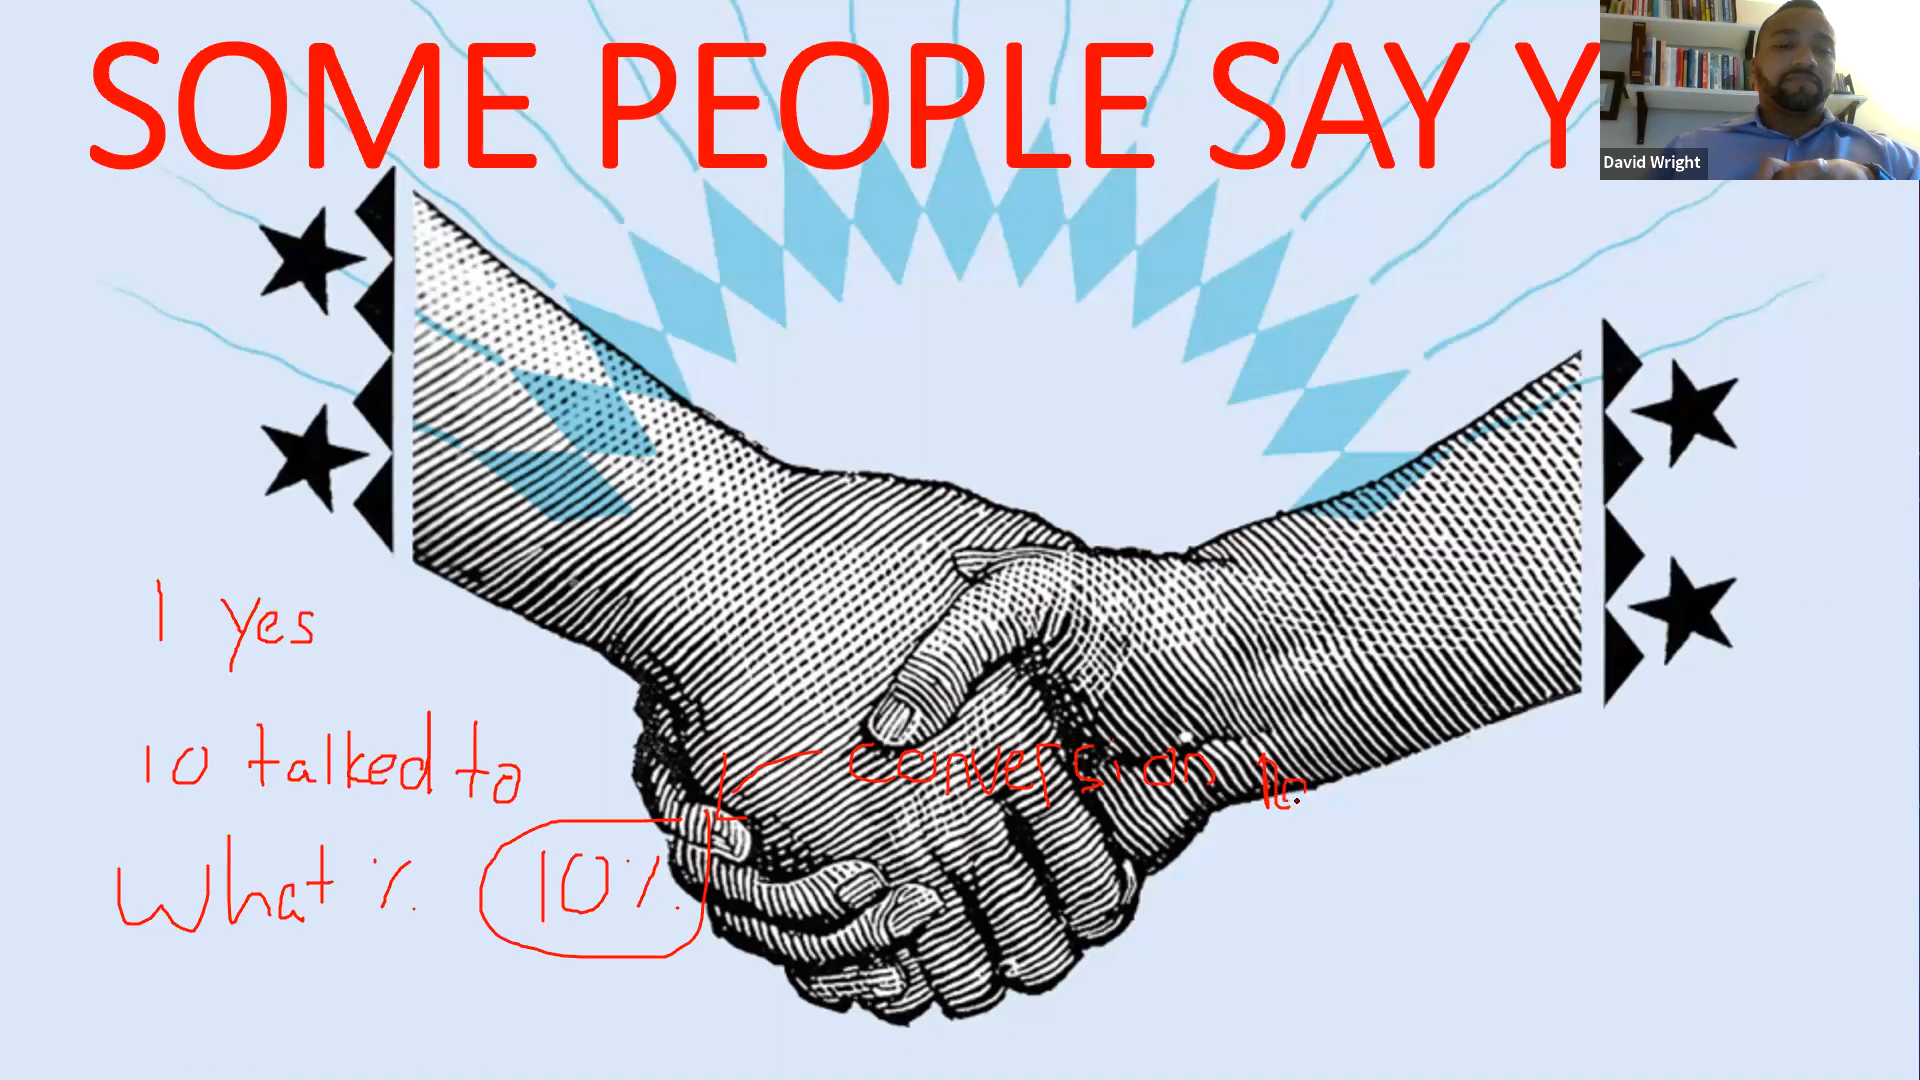 SOME PEOPLE SAY Y
David Wright
1 yes
10 talked to
conversion
What % 10%